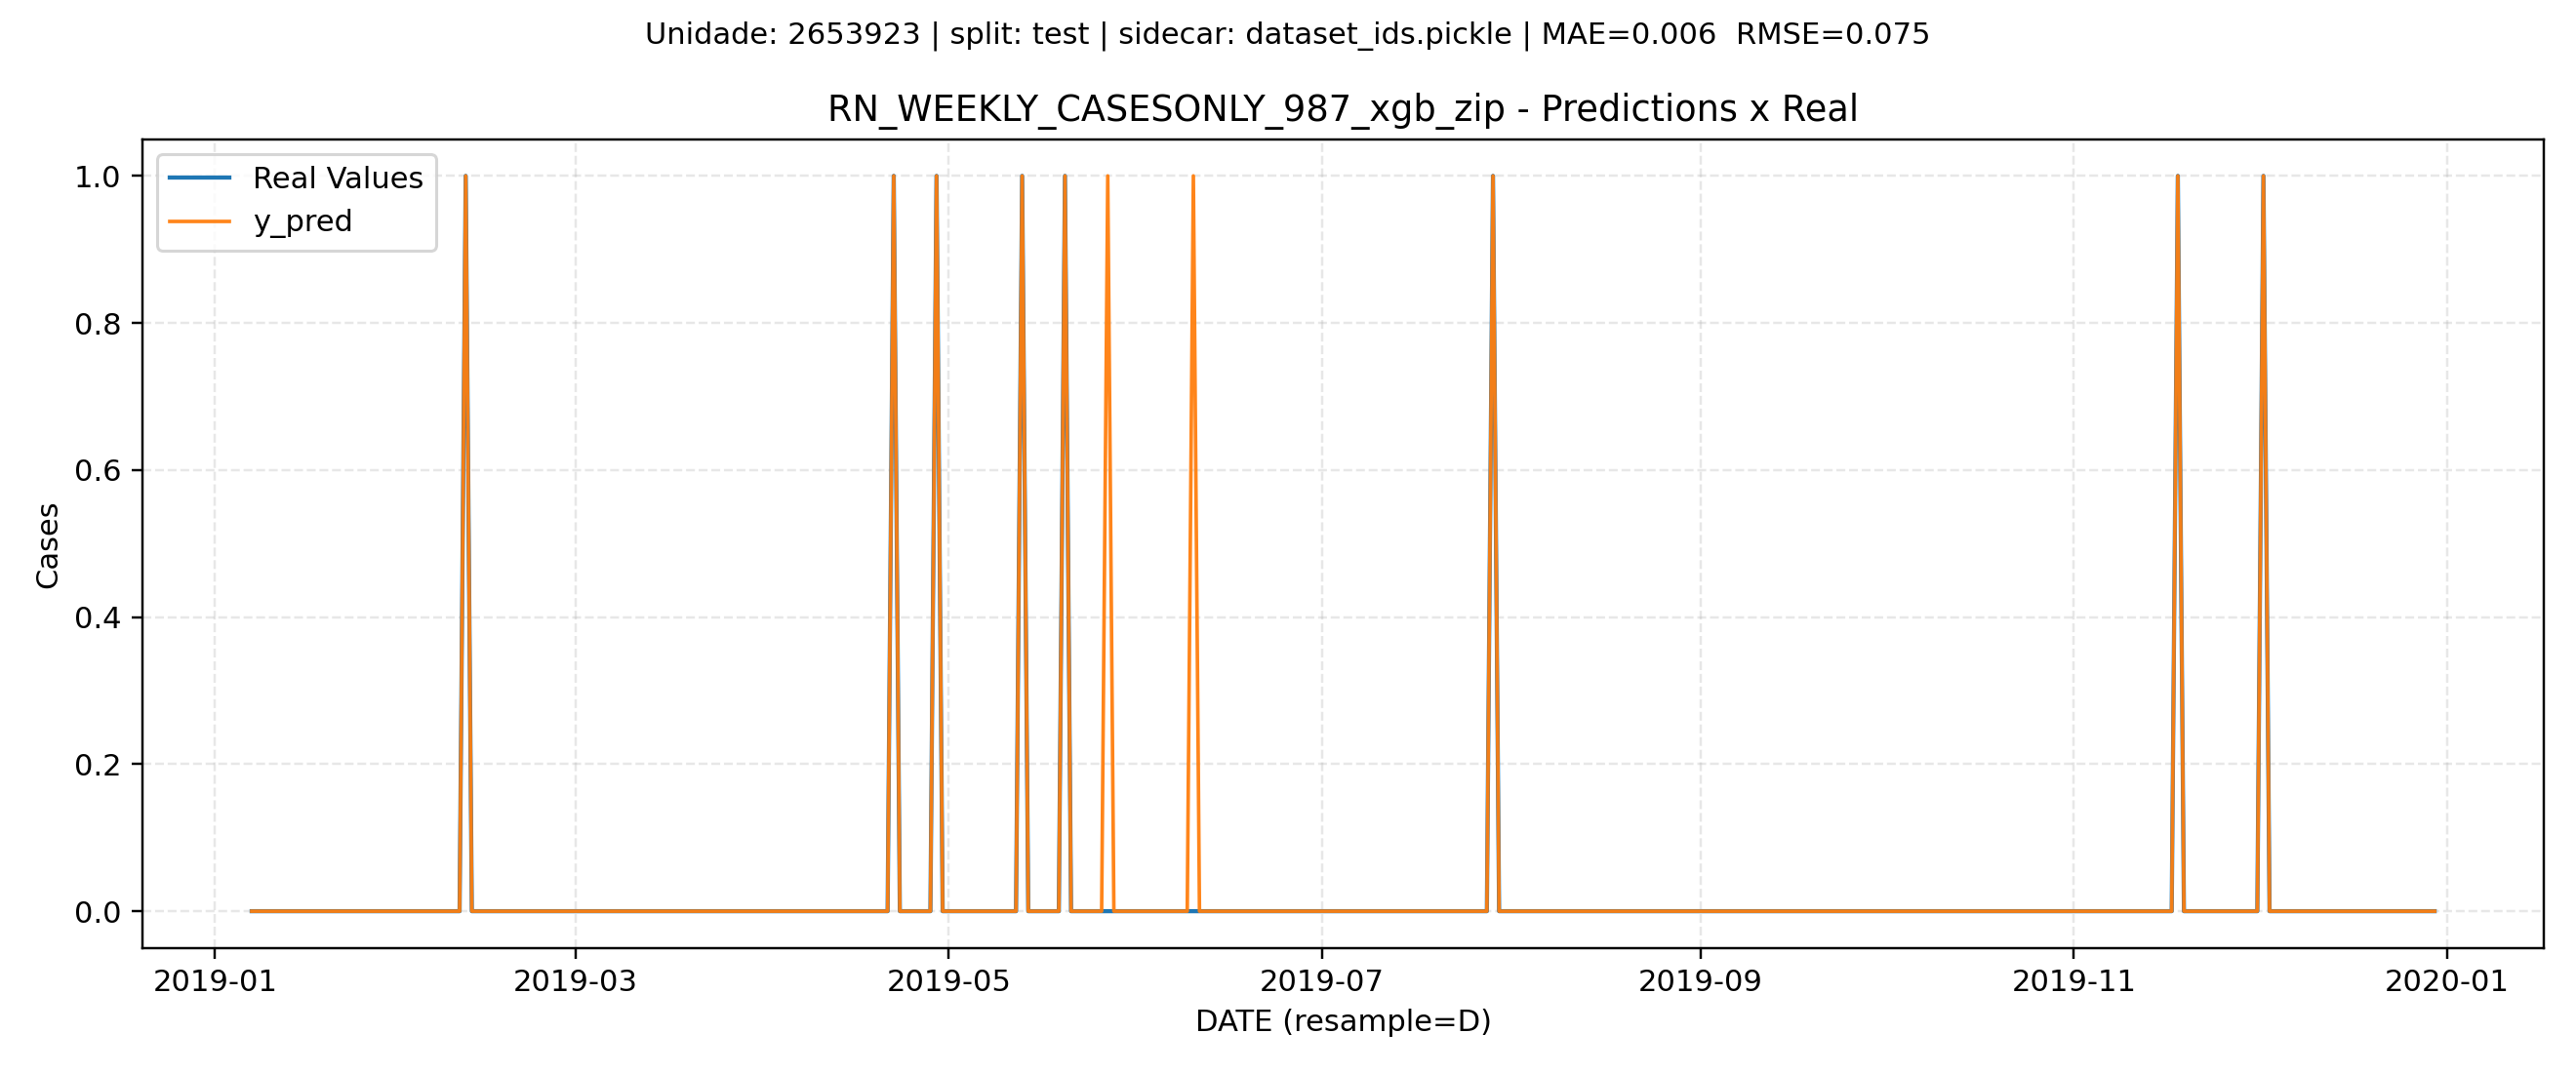 Unidade: 2653923 | split: test | sidecar: dataset_ids.pickle | MAE=0.006  RMSE=0.075
RN_WEEKLY_CASESONLY_987_xgb_zip - Predictions x Real
Real Values
y_pred
1.0
0.8
0.6
0.4
0.2
0.0
Cases
2019-01
2019-03
2019-05
2019-07
2019-09
2019-11
2020-01
DATE (resample=D)